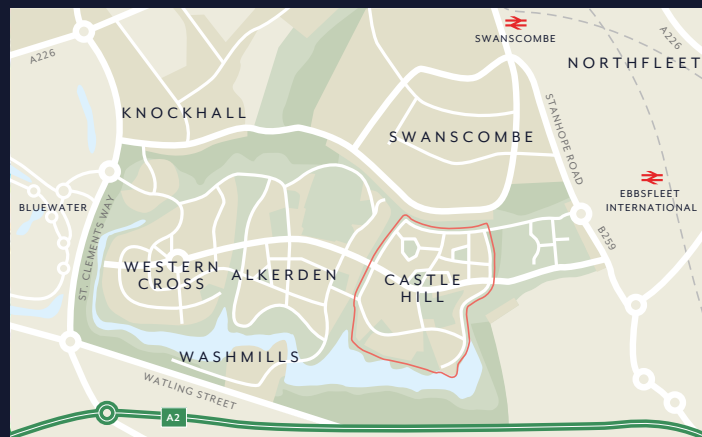 SWANSCOMBE
A226
A226
NORTHFLEET
KNOCKHALL
STANHOPE ROAD
SWANSCOMBE
EBBSFLEET
INTERNATIONAL
BLUEWATER
ST. CLEMENTS WAY
B259
WESTERN
CROSS
ALKERDEN
CASTLE
HILL
WASHMILLS
WATLING STREET
A2